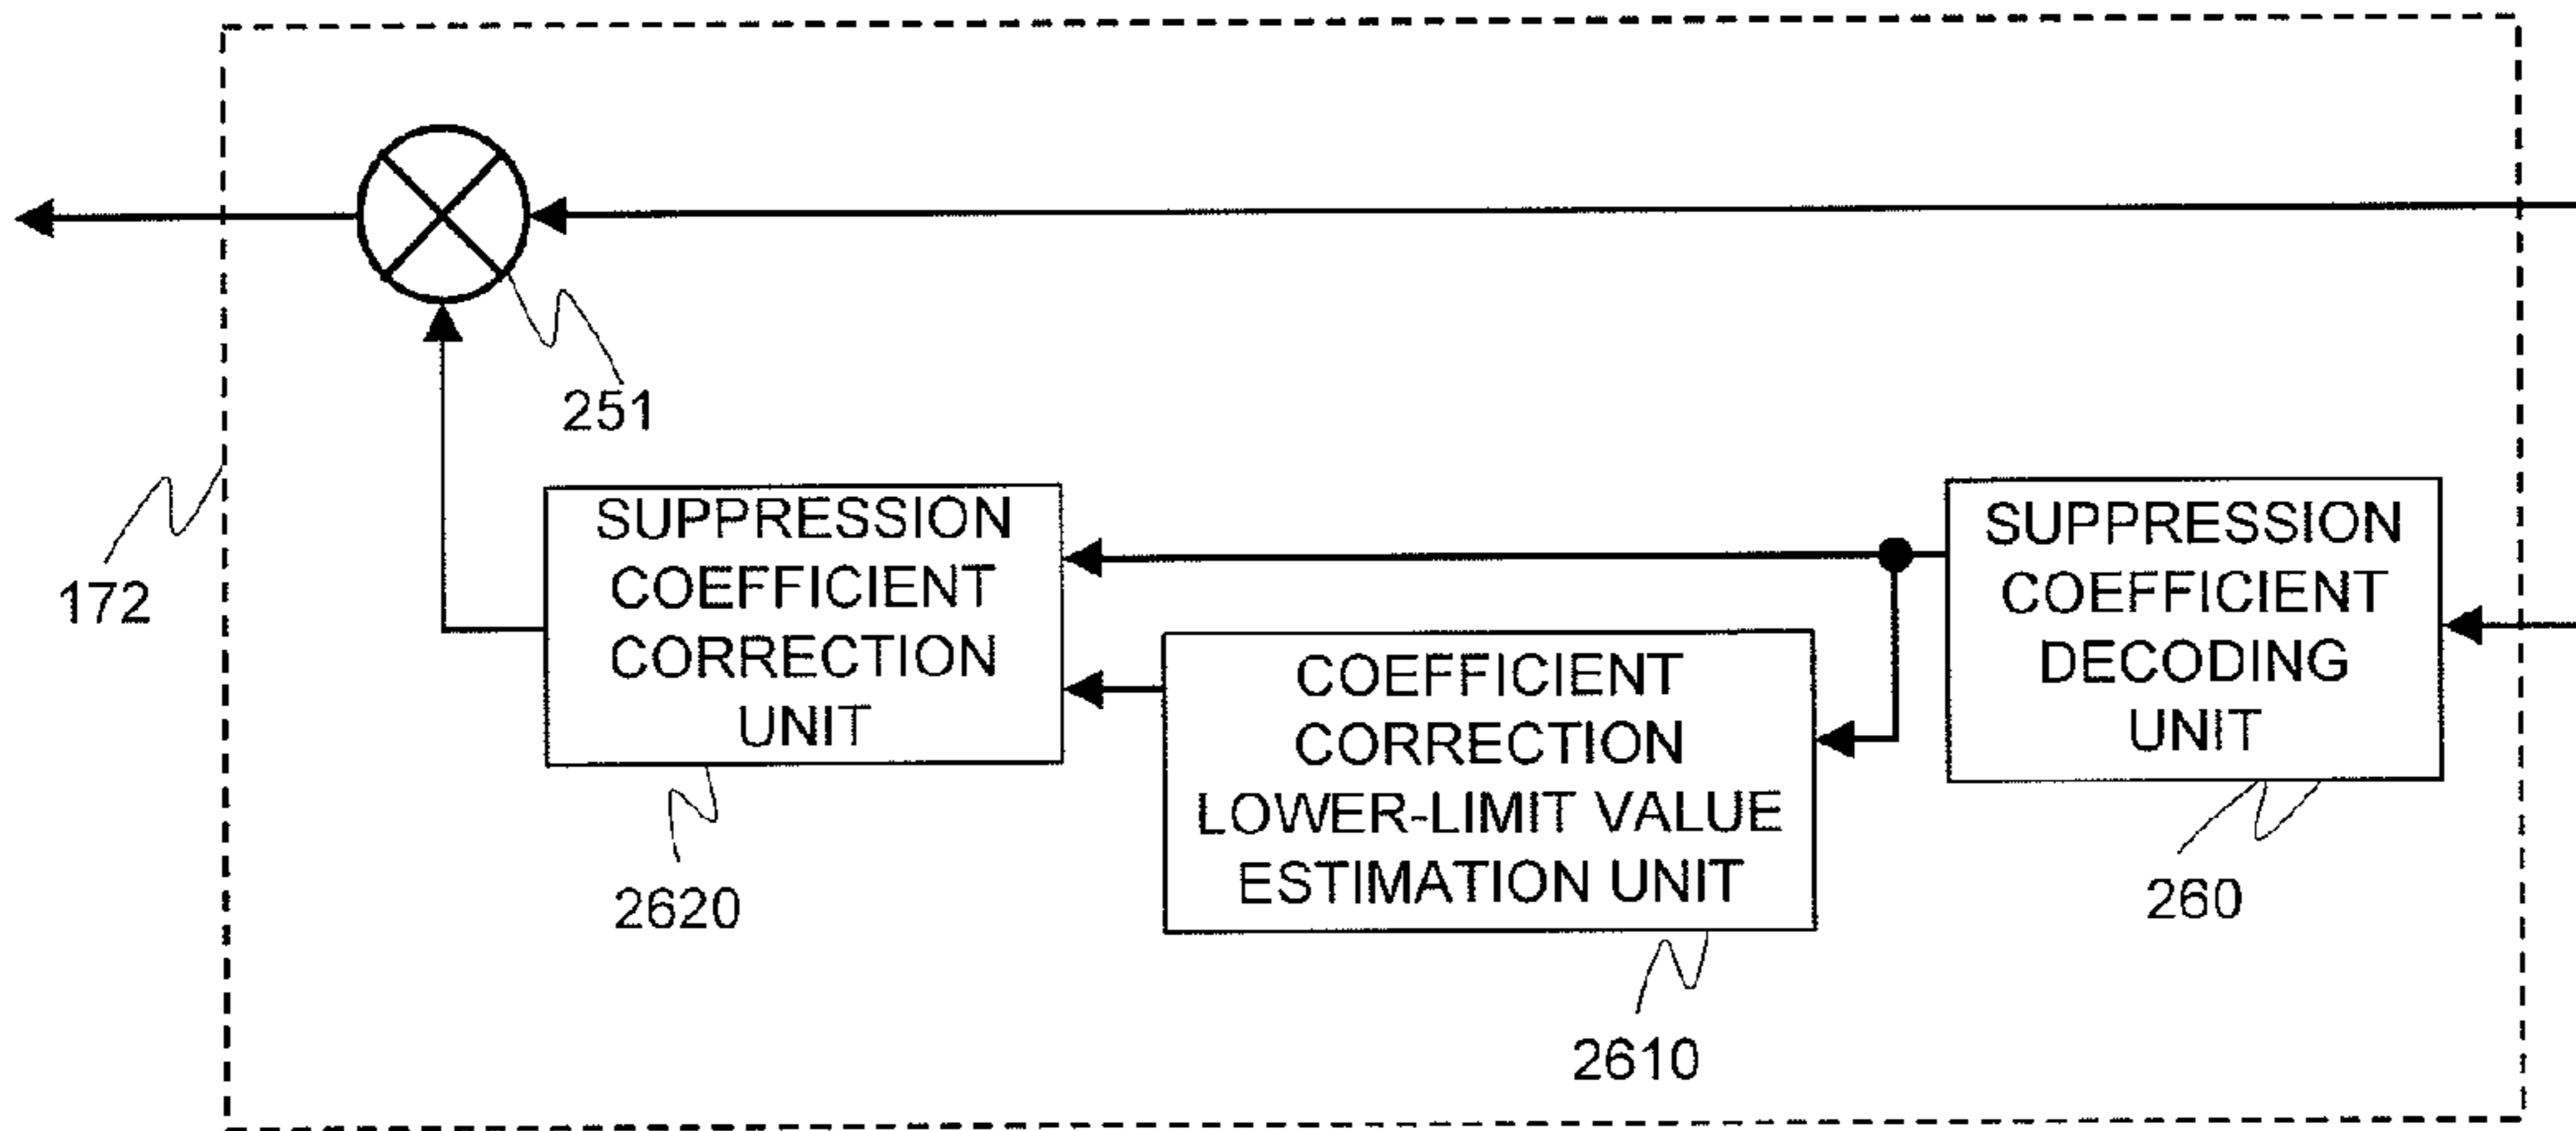 251
172
SUPPRESSION
COEFFICIENT
CORRECTION
UNIT
2620
COEFFICIENT
CORRECTION
LOWER-LIMIT VALUE
ESTIMATION UNIT
2610
SUPPRESSION
COEFFICIENT
DECODING
UNIT
260